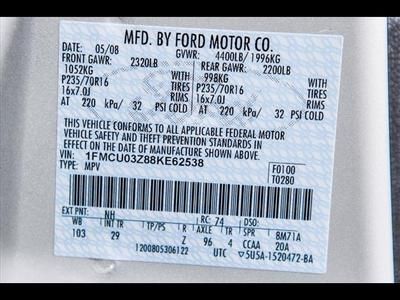 MFD. BY FORD MOTOR CO.
DATE: 05/08 GVWR: 4400LB/1996KG
FRONT GAWR: 2320LB REAR GAWR: 2200LB
1052KG WITH 998KG WITH
P235/70R16 TIRES P235/70R16 TIRES
16x7.0J RIMS 16x7.0J RIMS
AT 220 kPa/ 32 PSI COLD AT 220 kPa/ 32 PSI COLD
THIS VEHICLE CONFORMS TO ALL APPLICABLE FEDERAL MOTOR
VEHICLE SAFETY AND THEFT PREVENTION STANDARDS IN
EFFECT ON THE DATE OF MANUFACTURE SHOWN ABOVE.
VIN: 1FMCU03Z88KE62538 F0100
TYPE: MPV T0280
EXT PNT: NH RC: 74 DSO:
WB INT TR TP/PS R AXLE TR 8M71A
103 29 Z 96 4 CCAA 20A
1200805306122 UTC 5U5A-1520472-BA